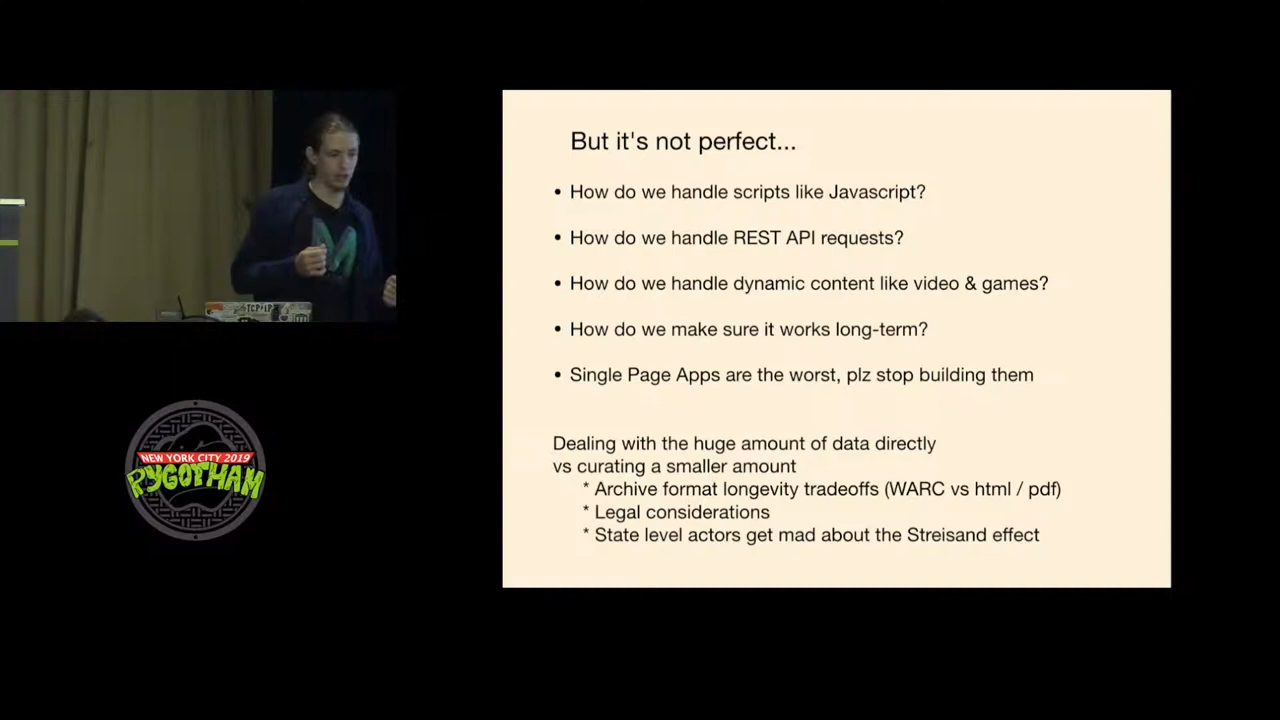 But it's not perfect...
• How do we handle scripts like Javascript?
• How do we handle REST API requests?
• How do we handle dynamic content like video & games?
• How do we make sure it works long-term?
• Single Page Apps are the worst, plz stop building them
Dealing with the huge amount of data directly
vs curating a smaller amount
* Archive format longevity tradeoffs (WARC vs html / pdf)
* Legal considerations
* State level actors get mad about the Streisand effect
TCP/IP
NEW YORK CITY 2019
PYGOTHAM